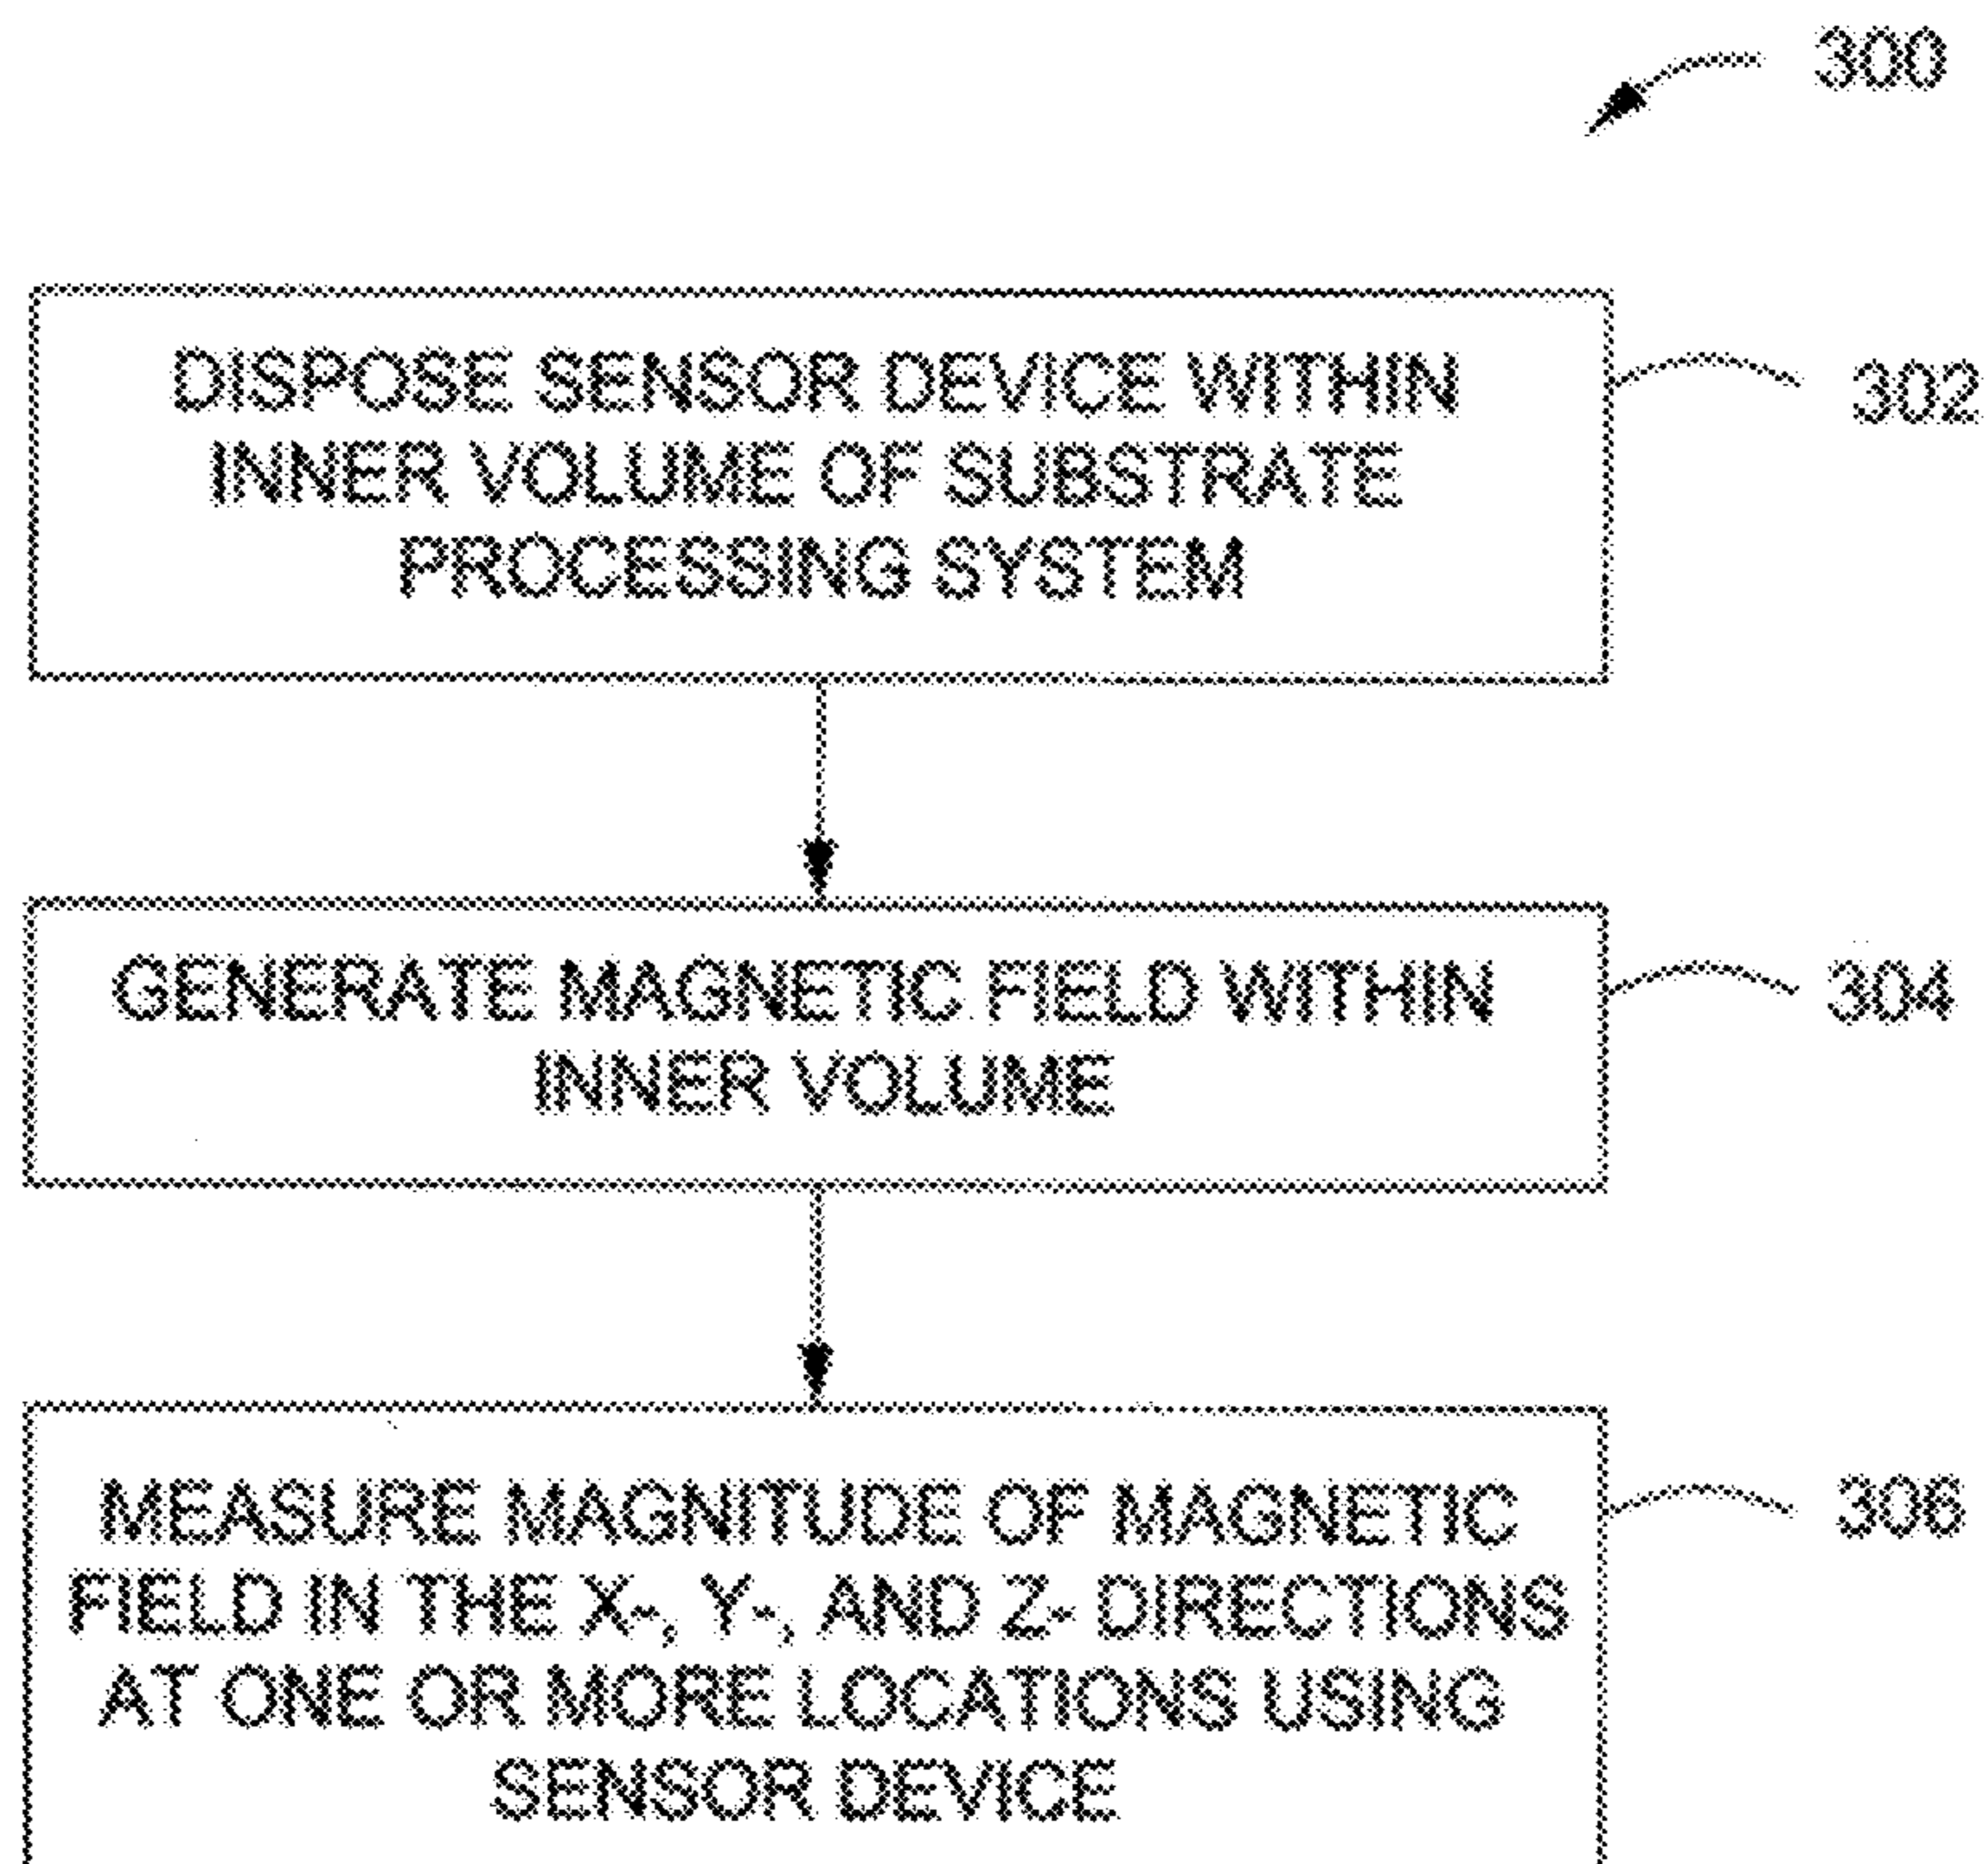 300
DISPOSE SENSOR DEVICE WITHIN
INNER VOLUME OF SUBSTRATE
PROCESSING SYSTEM
302
GENERATE MAGNETIC FIELD WITHIN
INNER VOLUME
304
MEASURE MAGNITUDE OF MAGNETIC
FIELD IN THE X-, Y-, AND Z- DIRECTIONS
AT ONE OR MORE LOCATIONS USING
SENSOR DEVICE
306